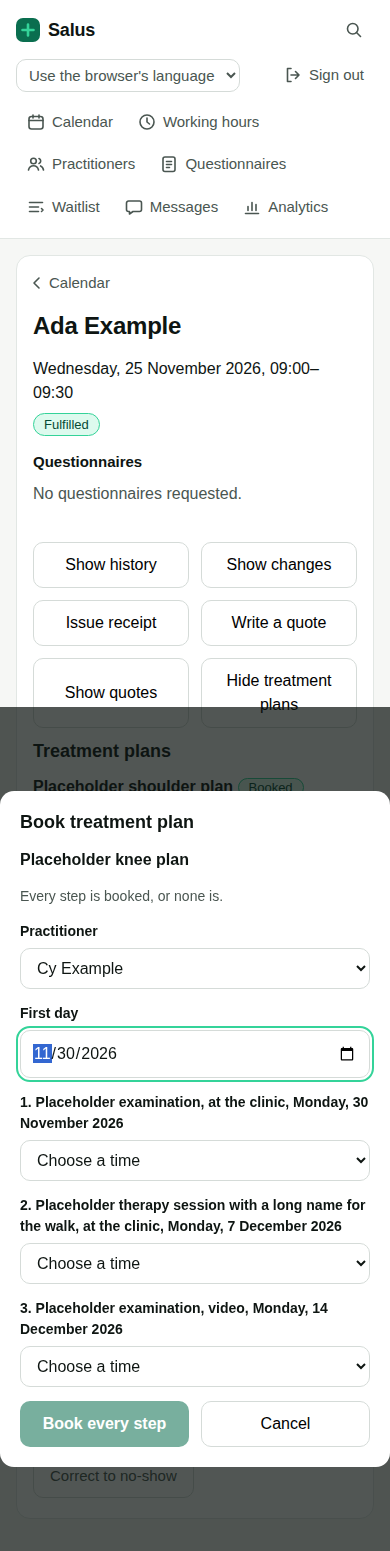 Salus
Use the browser's language
Sign out
Calendar
Working hours
Practitioners
Questionnaires
Waitlist
Messages
Analytics
Calendar
Ada Example
Wednesday, 25 November 2026, 09:00–
09:30
Fulfilled
Questionnaires
No questionnaires requested.
Show history
Show changes
Issue receipt
Write a quote
Show quotes
Hide treatment
plans
Treatment plans
Placeholder shoulder plan
Booked
Book treatment plan
Placeholder knee plan
Every step is booked, or none is.
Practitioner
Cy Example
First day
11/30/2026
1. Placeholder examination, at the clinic, Monday, 30
November 2026
Choose a time
2. Placeholder therapy session with a long name for
the walk, at the clinic, Monday, 7 December 2026
Choose a time
3. Placeholder examination, video, Monday, 14
December 2026
Choose a time
Book every step
Cancel
Correct to no-show